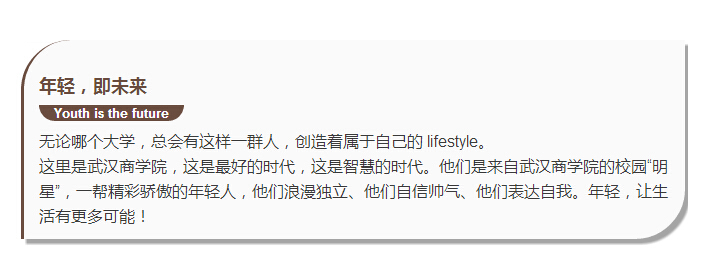 年轻，即未来
Youth is the future
无论哪个大学，总会有这样一群人，创造着属于自己的 lifestyle。
这里是武汉商学院，这是最好的时代，这是智慧的时代。他们是来自武汉商学院的校园“明
星”，一帮精彩骄傲的年轻人，他们浪漫独立、他们自信帅气、他们表达自我。年轻，让生
活有更多可能！